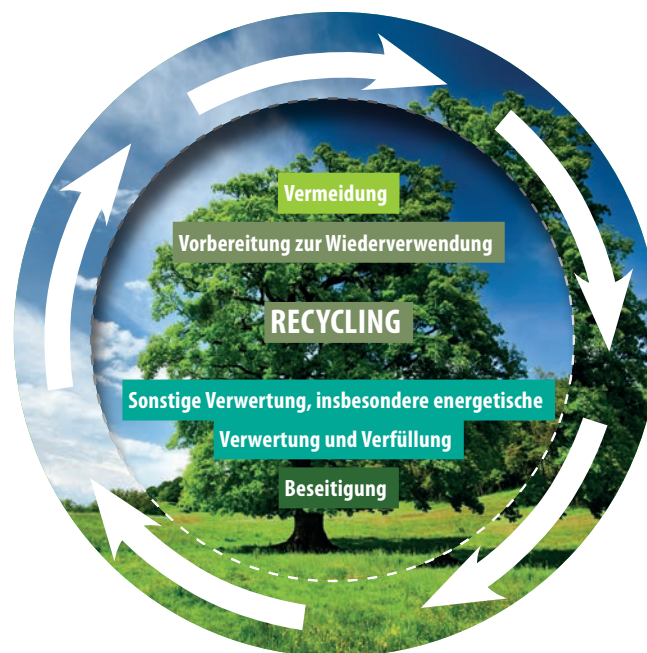 Vermeidung
Vorbereitung zur Wiederverwendung
RECYCLING
Sonstige Verwertung, insbesondere energetische
Verwertung und Verfüllung
Beseitigung